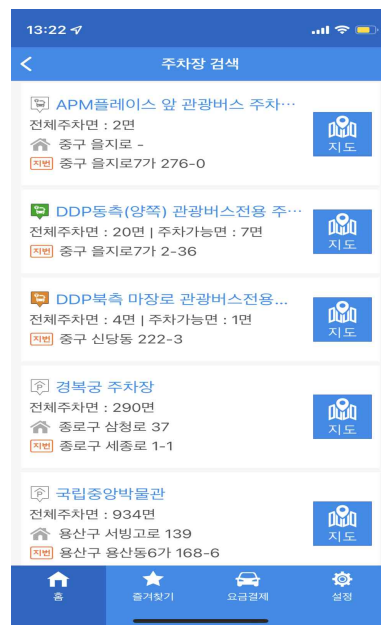 13:22
주차장 검색
APM플레이스 앞 관광버스 주차…
전체주차면 : 2면
중구 을지로 -
지번 중구 을지로7가 276-0
지도
DDP동측(양쪽) 관광버스전용 주…
전체주차면 : 20면 | 주차가능면 : 7면
지번 중구 을지로7가 2-36
지도
DDP북측 마장로 관광버스전용...
전체주차면 : 4면 | 주차가능면 : 1면
지번 중구 신당동 222-3
지도
경복궁 주차장
전체주차면 : 290면
종로구 삼청로 37
지번 종로구 세종로 1-1
지도
국립중앙박물관
전체주차면 : 934면
용산구 서빙고로 139
지번 용산구 용산동6가 168-6
지도
홈 즐겨찾기 요금결제 설정